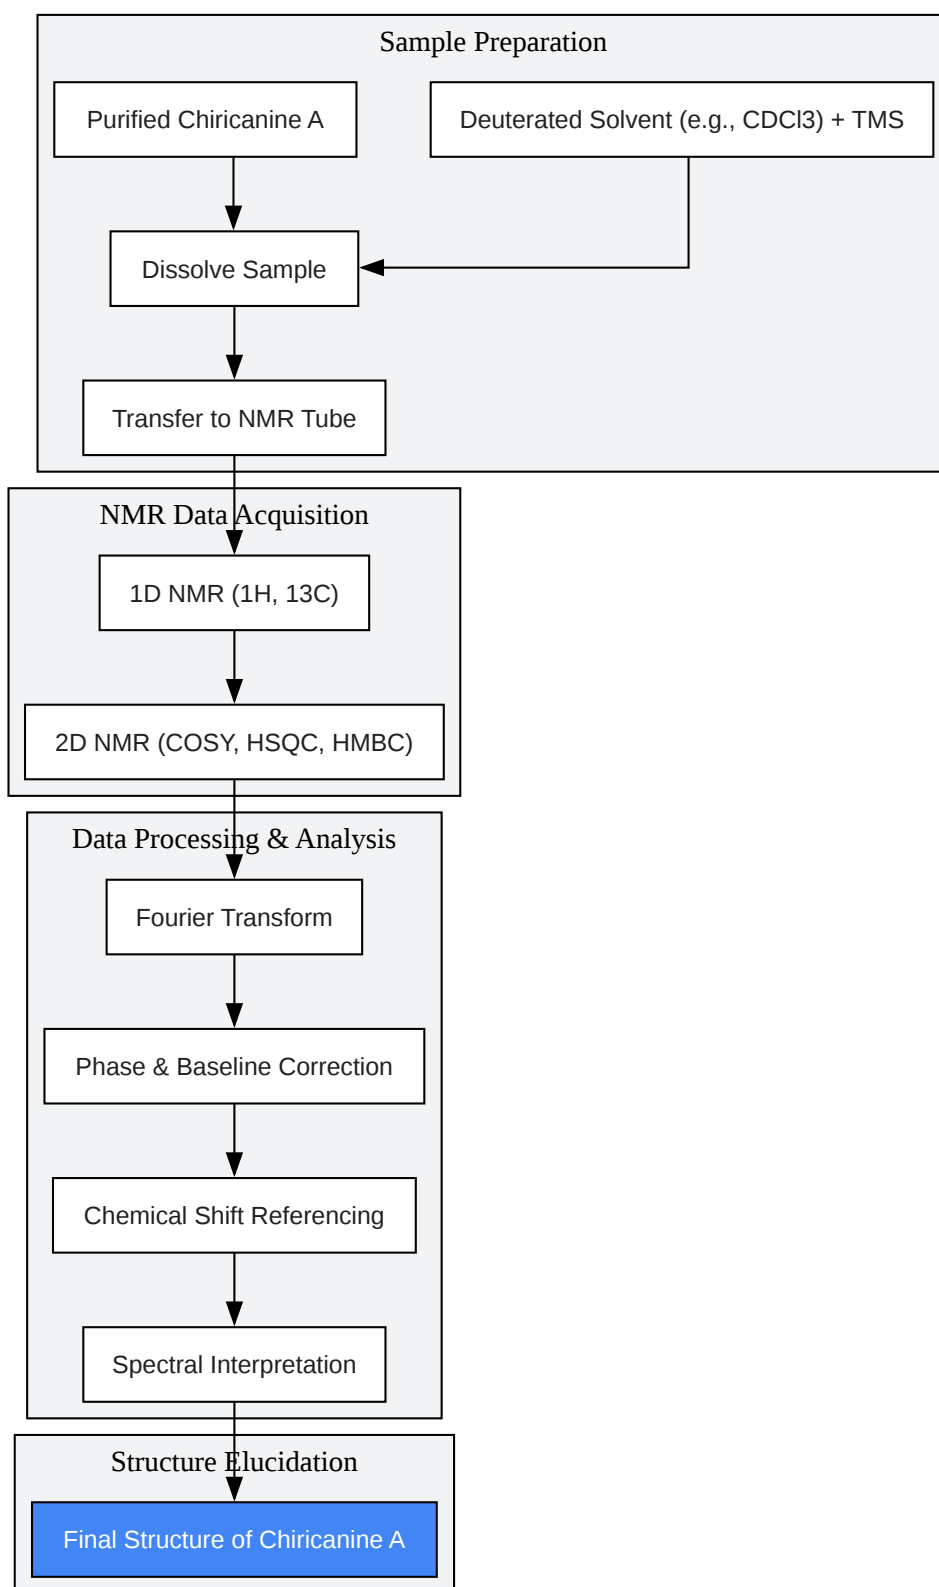 Sample Preparation
Purified Chiricanine A
Deuterated Solvent (e.g., CDCl3) + TMS
Dissolve Sample
Transfer to NMR Tube
NMR Data Acquisition
1D NMR (1H, 13C)
2D NMR (COSY, HSQC, HMBC)
Data Processing & Analysis
Fourier Transform
Phase & Baseline Correction
Chemical Shift Referencing
Spectral Interpretation
Structure Elucidation
Final Structure of Chiricanine A